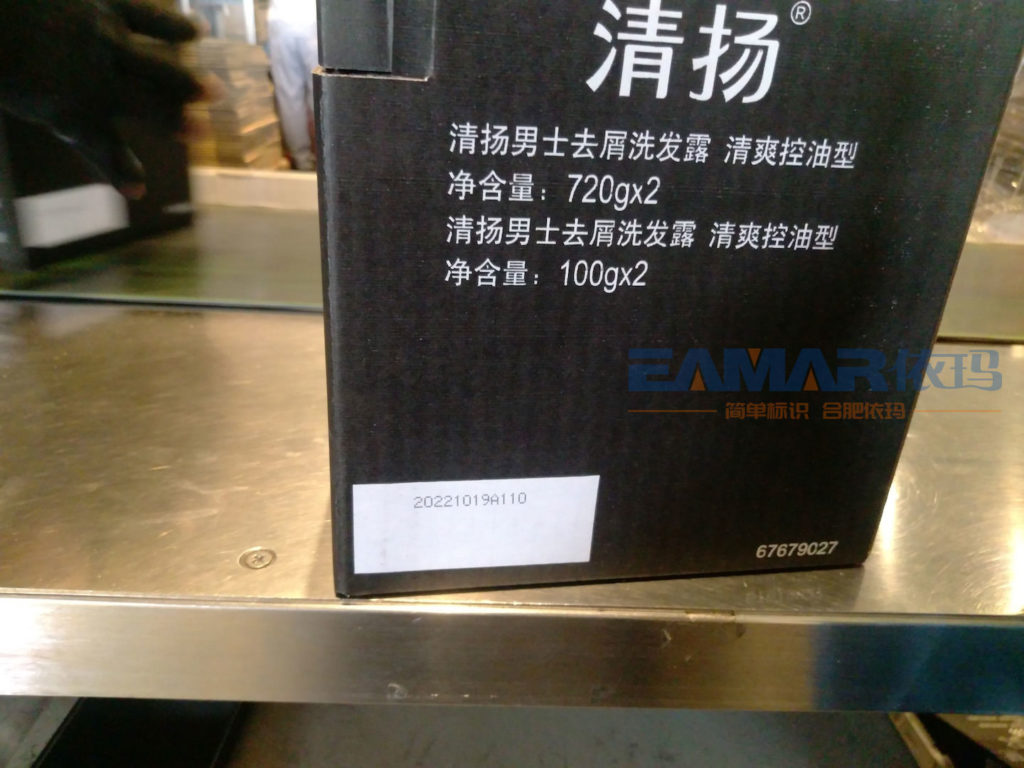 清扬®
清扬男士去屑洗发露 清爽控油型
净含量：720gx2
清扬男士去屑洗发露 清爽控油型
净含量：100gx2
EAMAR依玛
简单标识 合肥依玛
20221019A110
67679027